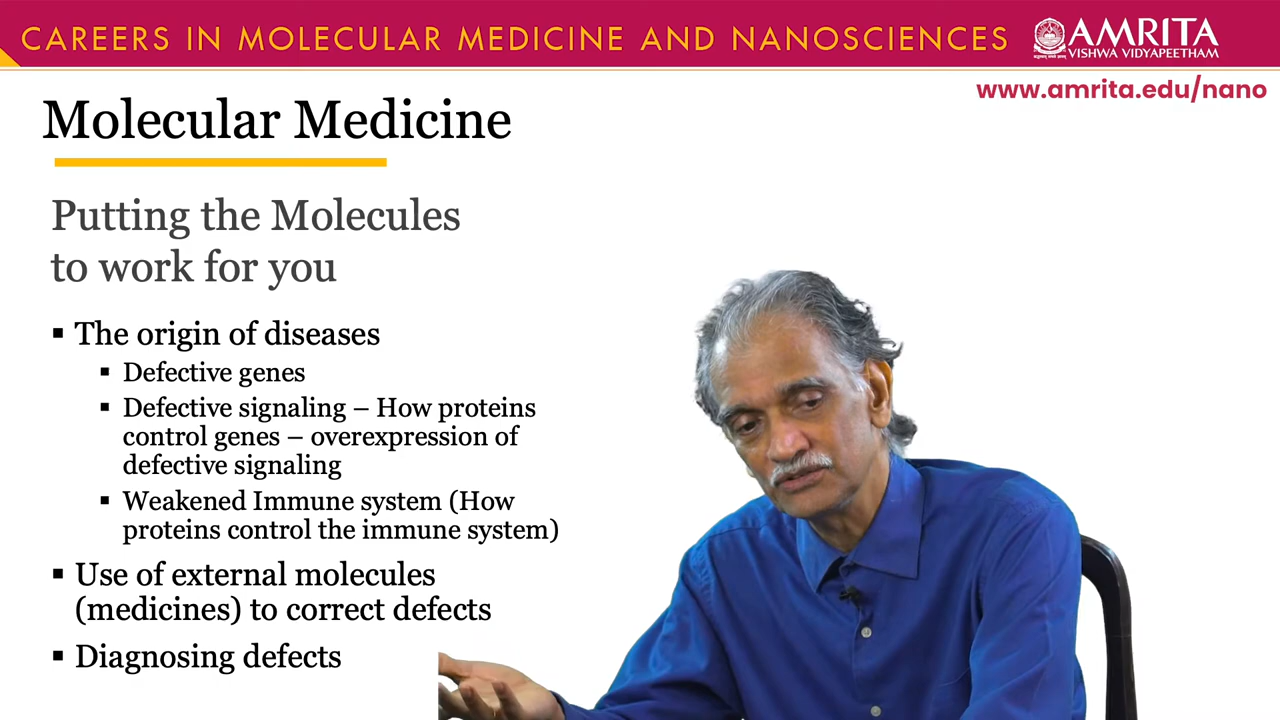 CAREERS IN MOLECULAR MEDICINE AND NANOSCIENCES
AMRITA
VISHWA VIDYAPEETHAM
www.amrita.edu/nano
Molecular Medicine
Putting the Molecules
to work for you
▪ The origin of diseases
▪ Defective genes
▪ Defective signaling – How proteins
control genes – overexpression of
defective signaling
▪ Weakened Immune system (How
proteins control the immune system)
▪ Use of external molecules
(medicines) to correct defects
▪ Diagnosing defects